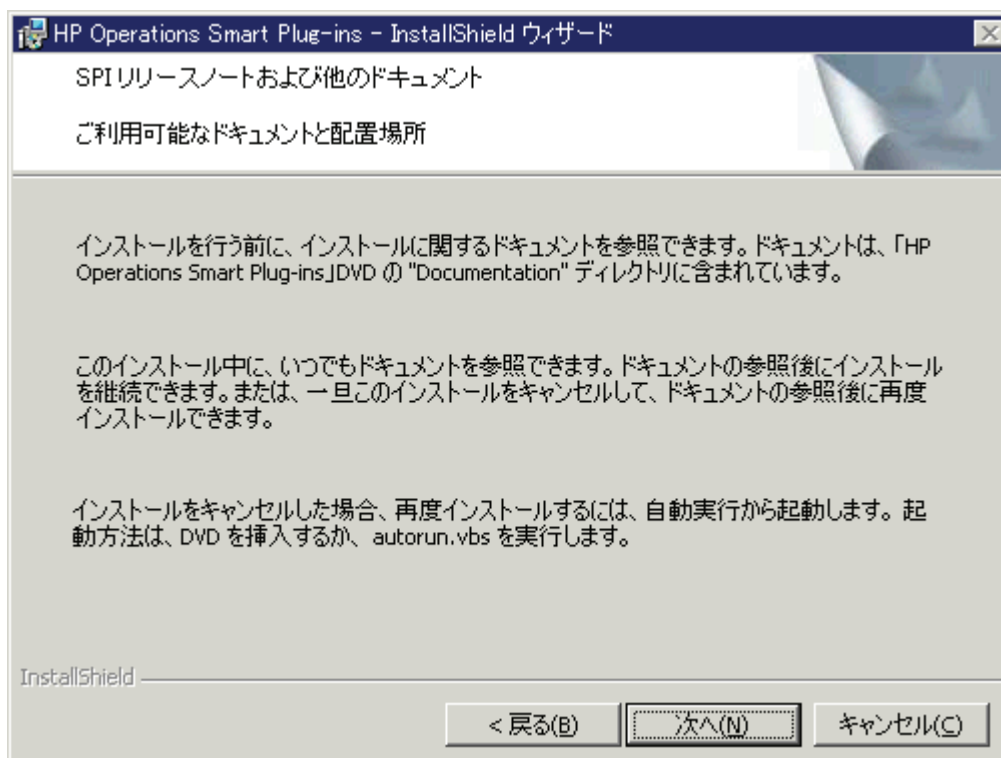 HP Operations Smart Plug-ins - InstallShield ウィザード
SPI リリースノートおよび他のドキュメント
ご利用可能なドキュメントと配置場所
インストールを行う前に、インストールに関するドキュメントを参照できます。ドキュメントは、「HP
Operations Smart Plug-ins」DVD の "Documentation" ディレクトリに含まれています。
このインストール中に、いつでもドキュメントを参照できます。ドキュメントの参照後にインストール
を継続できます。または、一旦このインストールをキャンセルして、ドキュメントの参照後に再度
インストールできます。
インストールをキャンセルした場合、再度インストールするには、自動実行から起動します。起
動方法は、DVD を挿入するか、autorun.vbs を実行します。
InstallShield
< 戻る(B) 次へ(N) キャンセル(C)